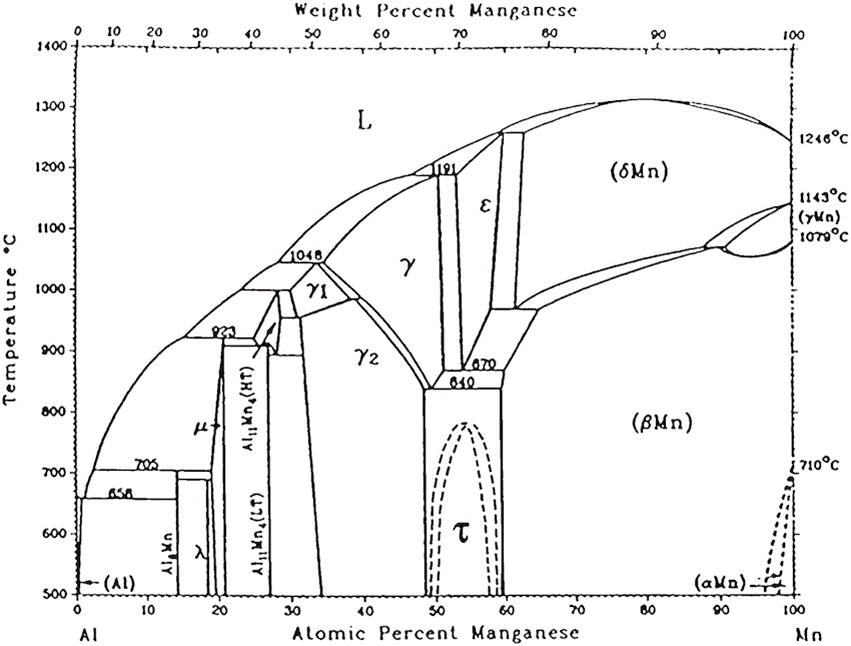 Weight Percent Manganese
0 10 20 30 40 50 60 70 80 90 100
1400
1300
L
1246°C
1200
1191
(δMn)
1143°C
ε
(γMn)
1100
1079°C
1048
γ
1000
γ1
Temperature °C
923
900
γ2
870
840
Al11Mn4(HT)
800
μ
(βMn)
705
710°C
700
658
600
Al6Mn
λ
Al11Mn4(LT)
τ
(Al)
(αMn)
500
0 10 20 30 40 50 60 70 80 90 100
Al
Atomic Percent Manganese
Mn